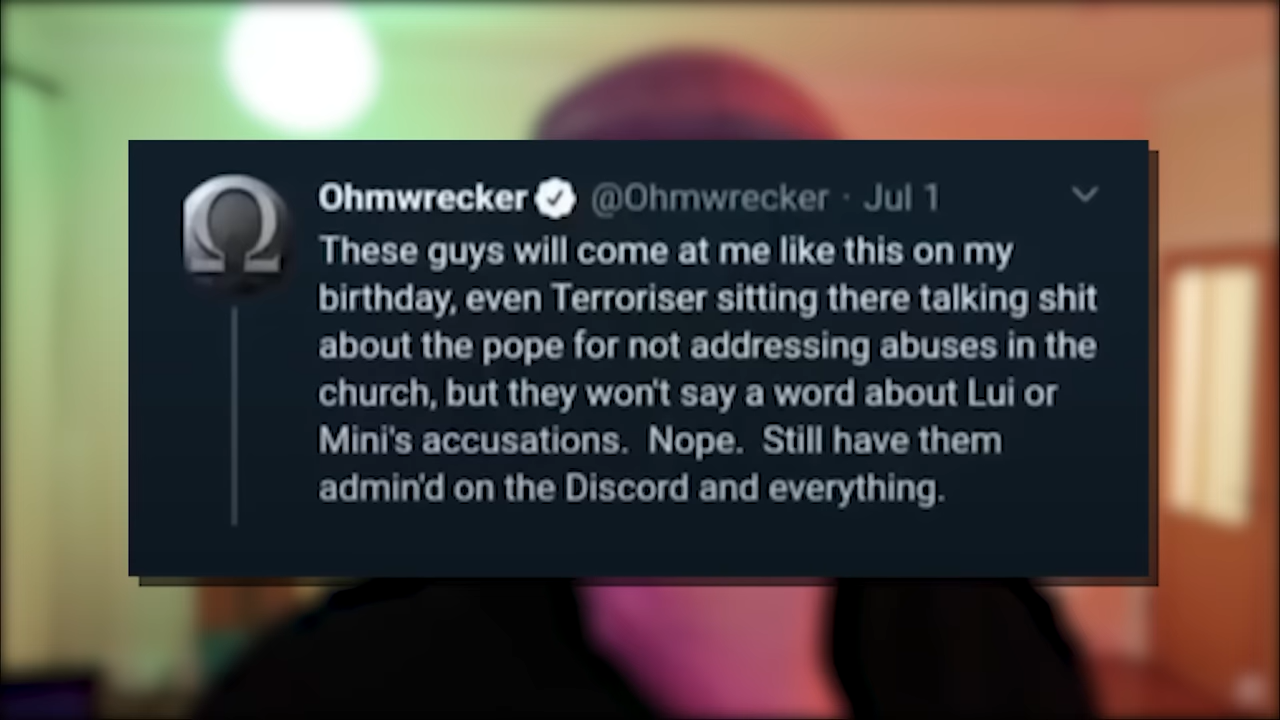 Ohmwrecker @Ohmwrecker · Jul 1
These guys will come at me like this on my
birthday, even Terroriser sitting there talking shit
about the pope for not addressing abuses in the
church, but they won't say a word about Lui or
Mini's accusations.  Nope.  Still have them
admin'd on the Discord and everything.